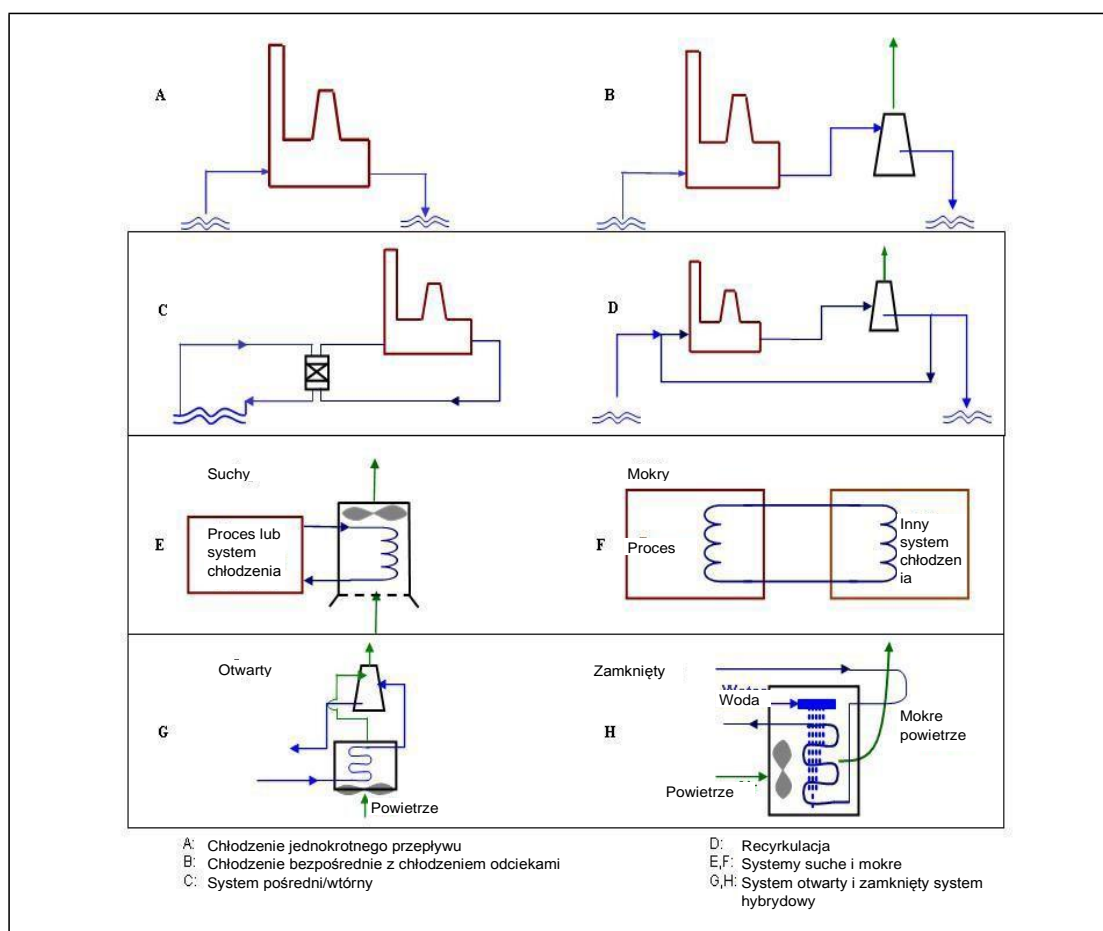 A
B
C
D
Suchy
Mokry
E
Proces lub
system
chłodzenia
F
Proces
Inny
system
chłodzen
ia
Otwarty
Zamknięty
Woda
Mokre
powietrze
G
H
Powietrze
Powietrze
A: Chłodzenie jednokrotnego przepływu
B: Chłodzenie bezpośrednie z chłodzeniem odciekami
C: System pośredni/wtórny
D: Recyrkulacja
E,F: Systemy suche i mokre
G,H: System otwarty i zamknięty system
hybrydowy